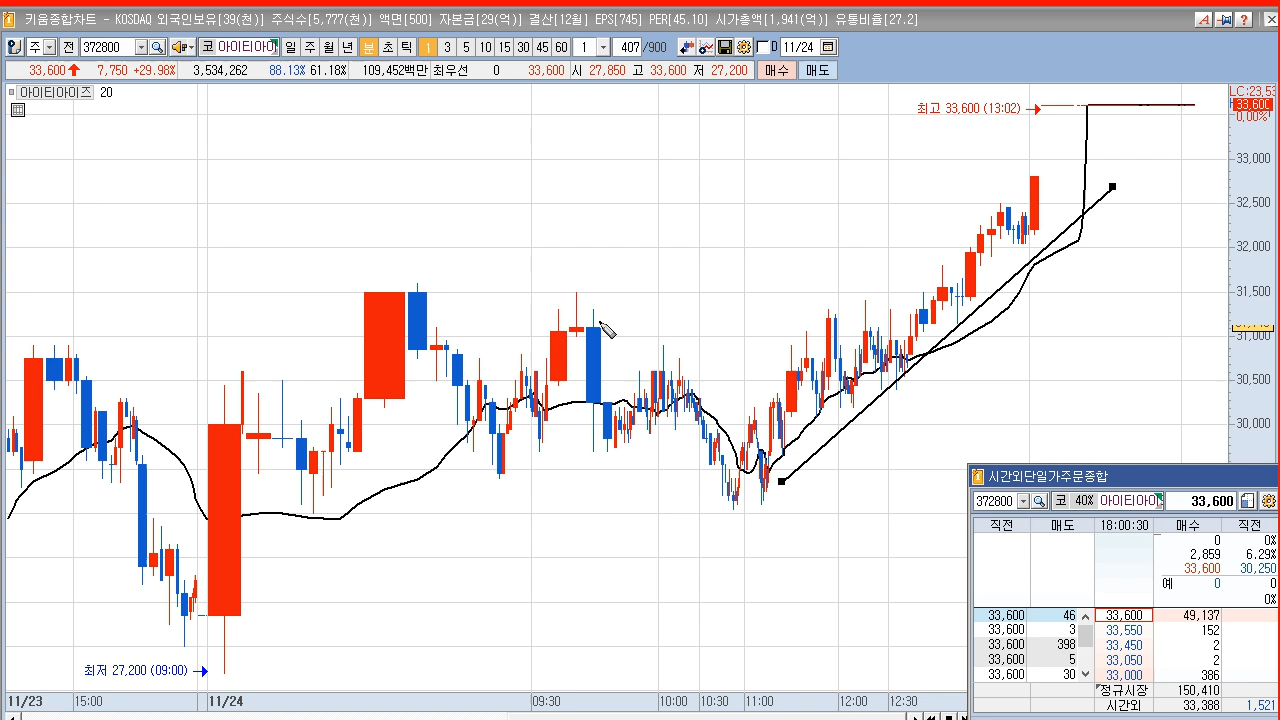 키움종합차트 - KOSDAQ 외국인보유[39(천)] 주식수[5,777(천)] 액면[500] 자본금[29(억)] 결산[12월] EPS[745] PER[45.10] 시가총액[1,941(억)] 유통비율[27.2]
주 전 372800 코 아이티아이 일 주 월 년 분 초 틱 1 3 5 10 15 30 45 60 1 407 /900 D 11/24
33,600 7,750 +29.98% 3,534,262 88.13% 61.18% 109,452백만 최우선 0 33,600 시 27,850 고 33,600 저 27,200 매수 매도
아이티아이즈 20
LC:23,53
33,600
0.00%
최고 33,600 (13:02)
33,000
32,500
32,000
31,500
31,000
30,500
30,000
최저 27,200 (09:00)
11/23 15:00 11/24 09:30 10:00 10:30 11:00 12:00 12:30
시간외단일가주문종합
372800 코 40% 아이티아이 33,600
직전 매도 18:00:30 매수 직전
0 0%
2,859 6.29%
33,600 30,250
예 0 0
0%
33,600 46 33,600 49,137
33,600 3 33,550 152
33,600 398 33,450 2
33,600 5 33,050 2
33,600 30 33,000 386
정규시장 150,410
시간외 33,388 1,521